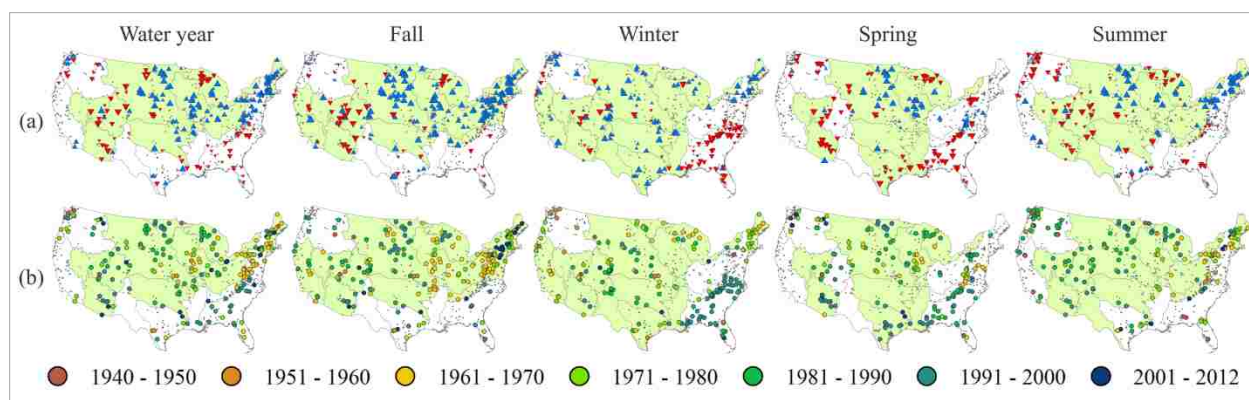 Water year Fall Winter Spring Summer
(a)
(b)
1940 - 1950 1951 - 1960 1961 - 1970 1971 - 1980 1981 - 1990 1991 - 2000 2001 - 2012